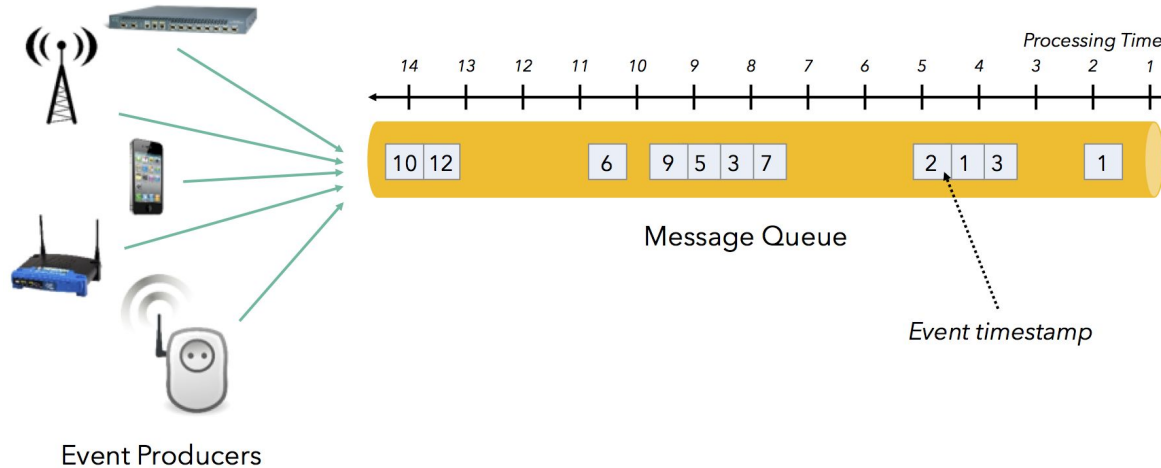 Processing Time
14 13 12 11 10 9 8 7 6 5 4 3 2 1
10 12 6 9 5 3 7 2 1 3 1
Message Queue
Event timestamp
Event Producers